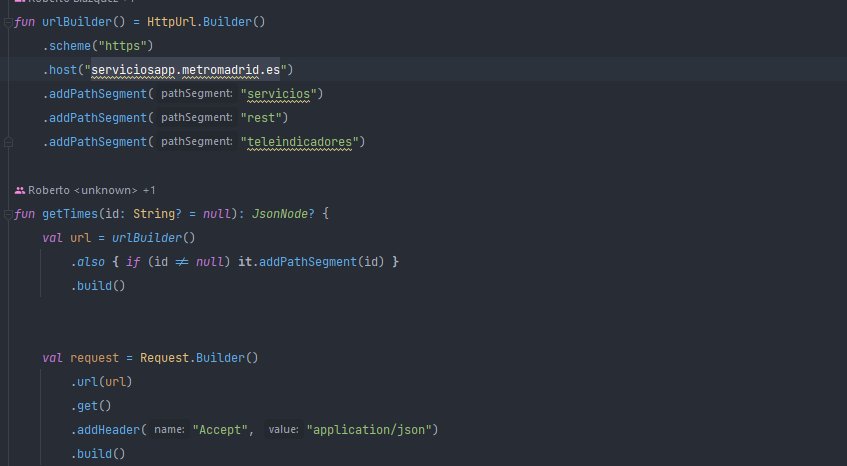 fun urlBuilder() = HttpUrl.Builder()
.scheme("https")
.host("serviciosapp.metromadrid.es")
.addPathSegment( pathSegment: "servicios")
.addPathSegment( pathSegment: "rest")
.addPathSegment( pathSegment: "teleindicadores")
Roberto <unknown> +1
fun getTimes(id: String? = null): JsonNode? {
val url = urlBuilder()
.also { if (id ≠ null) it.addPathSegment(id) }
.build()
val request = Request.Builder()
.url(url)
.get()
.addHeader( name: "Accept", value: "application/json")
.build()